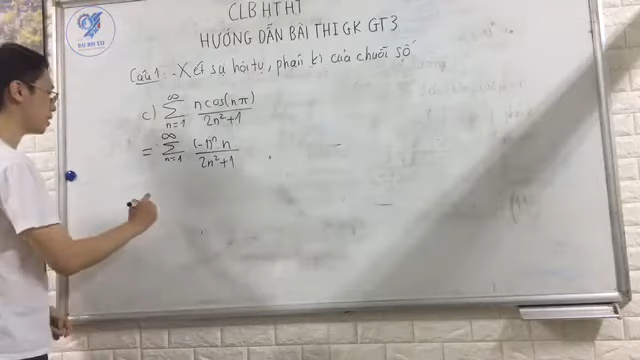 CLB HTHT
HƯỚNG DẪN BÀI THI GK GT3
Câu 1: - Xét sự hội tụ, phân kì của chuỗi số
c) ∑_{n=1}^{∞} n cos(nπ) / (2n²+1)
= ∑_{n=1}^{∞} (-1)ⁿ n / (2n²+1)